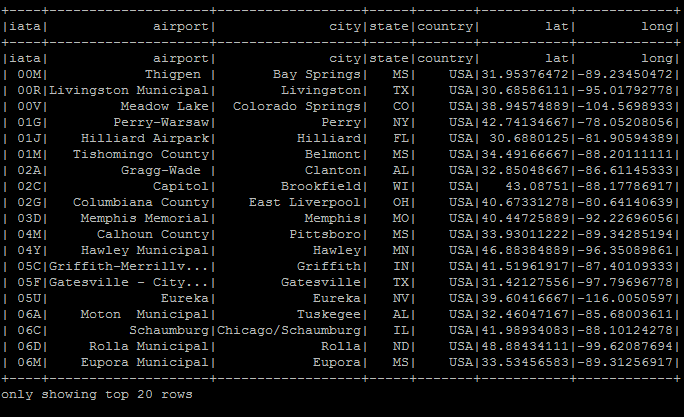 +----+--------------------+-----------------+-----+-------+-----------+------------+
|iata|             airport|             city|state|country|        lat|        long|
+----+--------------------+-----------------+-----+-------+-----------+------------+
|iata|             airport|             city|state|country|        lat|        long|
| 00M|            Thigpen |      Bay Springs|   MS|    USA|31.95376472|-89.23450472|
| 00R|Livingston Municipal|       Livingston|   TX|    USA|30.68586111|-95.01792778|
| 00V|         Meadow Lake| Colorado Springs|   CO|    USA|38.94574889|-104.5698933|
| 01G|        Perry-Warsaw|            Perry|   NY|    USA|42.74134667|-78.05208056|
| 01J|    Hilliard Airpark|         Hilliard|   FL|    USA| 30.6880125|-81.90594389|
| 01M|   Tishomingo County|          Belmont|   MS|    USA|34.49166667|-88.20111111|
| 02A|         Gragg-Wade |          Clanton|   AL|    USA|32.85048667|-86.61145333|
| 02C|             Capitol|       Brookfield|   WI|    USA|   43.08751|-88.17786917|
| 02G|   Columbiana County|   East Liverpool|   OH|    USA|40.67331278|-80.64140639|
| 03D|    Memphis Memorial|          Memphis|   MO|    USA|40.44725889|-92.22696056|
| 04M|      Calhoun County|        Pittsboro|   MS|    USA|33.93011222|-89.34285194|
| 04Y|    Hawley Municipal|           Hawley|   MN|    USA|46.88384889|-96.35089861|
| 05C|Griffith-Merrillv...|         Griffith|   IN|    USA|41.51961917|-87.40109333|
| 05F|Gatesville - City...|       Gatesville|   TX|    USA|31.42127556|-97.79696778|
| 05U|              Eureka|           Eureka|   NV|    USA|39.60416667|-116.0050597|
| 06A|    Moton  Municipal|         Tuskegee|   AL|    USA|32.46047167|-85.68003611|
| 06C|          Schaumburg|Chicago/Schaumburg|   IL|    USA|41.98934083|-88.10124278|
| 06D|     Rolla Municipal|            Rolla|   ND|    USA|48.88434111|-99.62087694|
| 06M|    Eupora Municipal|           Eupora|   MS|    USA|33.53456583|-89.31256917|
+----+--------------------+-----------------+-----+-------+-----------+------------+
only showing top 20 rows